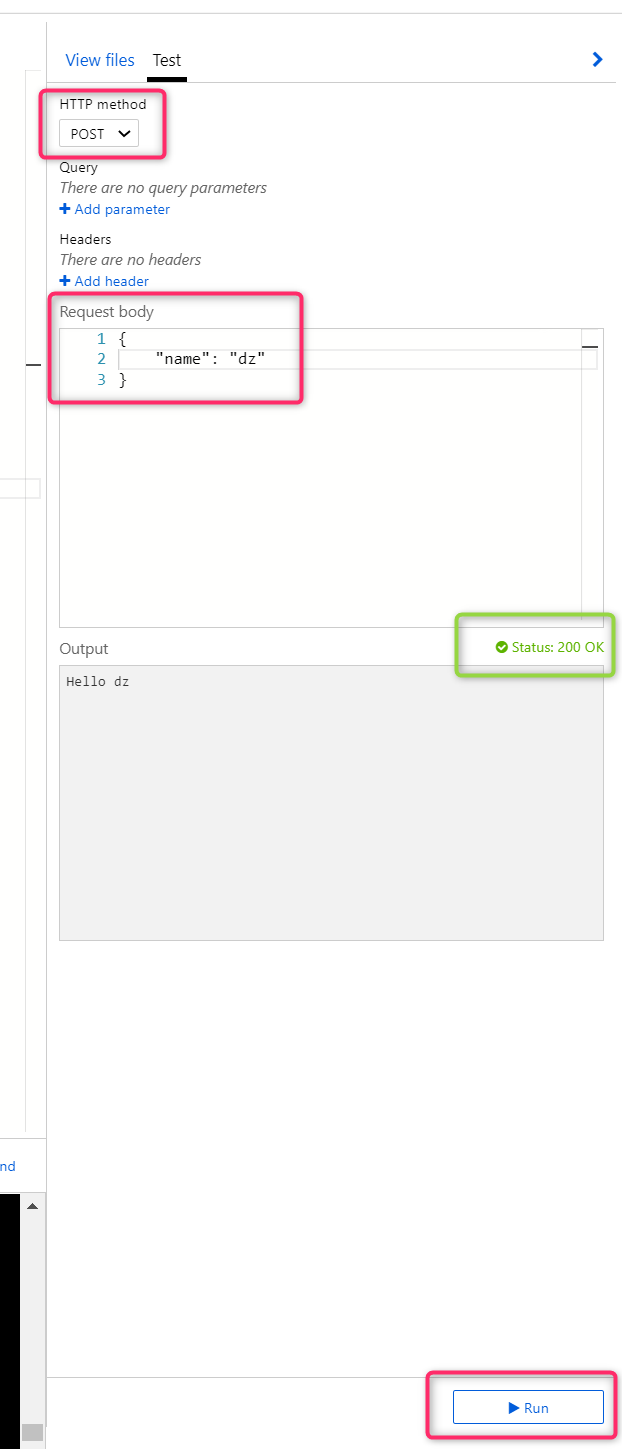 View files Test
HTTP method
POST
Query
There are no query parameters
Add parameter
Headers
There are no headers
Add header
Request body
1 {
2 "name": "dz"
3 }
Output Status: 200 OK
Hello dz
nd
Run